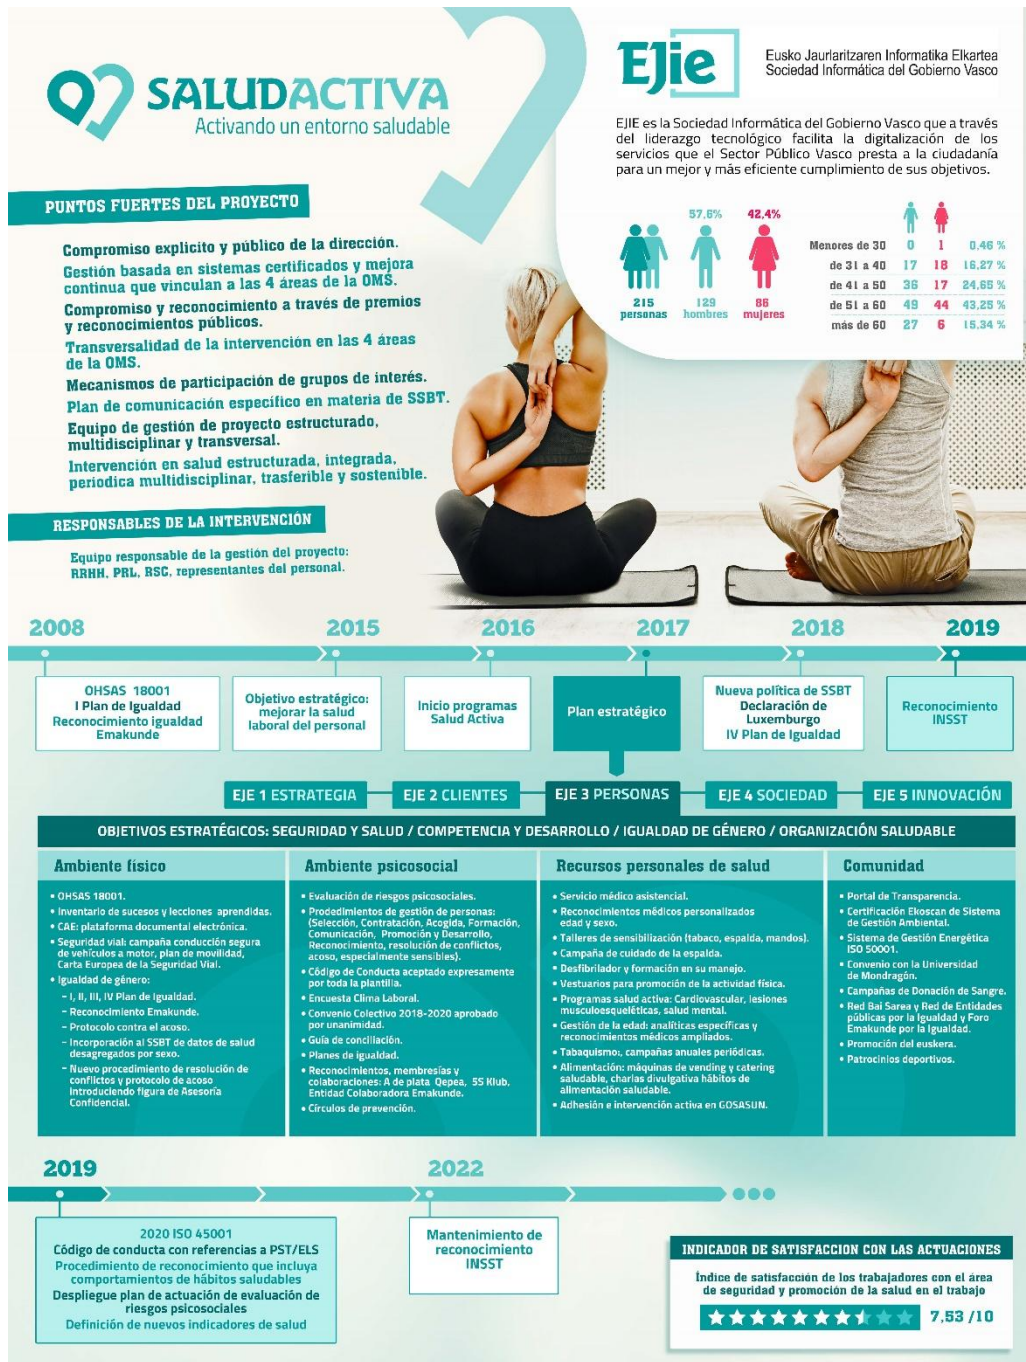 SALUDACTIVA
Activando un entorno saludable
EJie
Eusko Jaurlaritzaren Informatika Elkartea
Sociedad Informática del Gobierno Vasco
EJIE es la Sociedad Informática del Gobierno Vasco que a través
del liderazgo tecnológico facilita la digitalización de los
servicios que el Sector Público Vasco presta a la ciudadanía
para un mejor y más eficiente cumplimiento de sus objetivos.
57,6% 42,4%
215 personas
129 hombres
86 mujeres
Menores de 30 0 1 0,46 %
de 31 a 40 17 18 16,27 %
de 41 a 50 36 17 24,65 %
de 51 a 60 49 44 43,25 %
más de 60 27 6 15,34 %
PUNTOS FUERTES DEL PROYECTO
Compromiso explícito y público de la dirección.
Gestión basada en sistemas certificados y mejora
continua que vinculan a las 4 áreas de la OMS.
Compromiso y reconocimiento a través de premios
y reconocimientos públicos.
Transversalidad de la intervención en las 4 áreas
de la OMS.
Mecanismos de participación de grupos de interés.
Plan de comunicación específico en materia de SSBT.
Equipo de gestión de proyecto estructurado,
multidisciplinar y transversal.
Intervención en salud estructurada, integrada,
periodica multidisciplinar, trasferible y sostenible.
RESPONSABLES DE LA INTERVENCIÓN
Equipo responsable de la gestión del proyecto:
RRHH, PRL, RSC, representantes del personal.
2008 2015 2016 2017 2018 2019
OHSAS 18001
I Plan de Igualdad
Reconocimiento igualdad
Emakunde
Objetivo estratégico:
mejorar la salud
laboral del personal
Inicio programas
Salud Activa
Plan estratégico
Nueva política de SSBT
Declaración de
Luxemburgo
IV Plan de Igualdad
Reconocimiento
INSST
EJE 1 ESTRATEGIA
EJE 2 CLIENTES
EJE 3 PERSONAS
EJE 4 SOCIEDAD
EJE 5 INNOVACIÓN
OBJETIVOS ESTRATÉGICOS: SEGURIDAD Y SALUD / COMPETENCIA Y DESARROLLO / IGUALDAD DE GÉNERO / ORGANIZACIÓN SALUDABLE
Ambiente físico
• OHSAS 18001.
• Inventario de sucesos y lecciones aprendidas.
• CAE: plataforma documental electrónica.
• Seguridad vial: campaña conducción segura
de vehículos a motor, plan de movilidad,
Carta Europea de la Seguridad Vial.
• Igualdad de género:
– I, II, III, IV Plan de Igualdad.
– Reconocimiento Emakunde.
– Protocolo contra el acoso.
– Incorporación al SSBT de datos de salud
desagregados por sexo.
– Nuevo procedimiento de resolución de
conflictos y protocolo de acoso
introduciendo figura de Asesoría
Confidencial.
Ambiente psicosocial
• Evaluación de riesgos psicosociales.
• Prodedimientos de gestión de personas:
(Selección, Contratación, Acogida, Formación,
Comunicación, Promoción y Desarrollo,
Reconocimiento, resolución de conflictos,
acoso, especialmente sensibles).
• Código de Conducta aceptado expresamente
por toda la plantilla.
• Encuesta Clima Laboral.
• Convenio Colectivo 2018-2020 aprobado
por unanimidad.
• Guía de conciliación.
• Planes de igualdad.
• Reconocimientos, membresías y
colaboraciones: A de plata Qepea, 5S Klub,
Entidad Colaboradora Emakunde.
• Círculos de prevención.
Recursos personales de salud
• Servicio médico asistencial.
• Reconocimientos médicos personalizados
edad y sexo.
• Talleres de sensibilización (tabaco, espalda, mandos).
• Campaña de cuidado de la espalda.
• Desfibrilador y formación en su manejo.
• Vestuarios para promoción de la actividad física.
• Programas salud activa: Cardiovascular, lesiones
musculoesqueléticas, salud mental.
• Gestión de la edad: analíticas específicas y
reconocimientos médicos ampliados.
• Tabaquismo:, campañas anuales periódicas.
• Alimentación: máquinas de vending y catering
saludable, charlas divulgativa hábitos de
alimentación saludable.
• Adhesión e intervención activa en GOSASUN.
Comunidad
• Portal de Transparencia.
• Certificación Ekoscan de Sistema
de Gestión Ambiental.
• Sistema de Gestión Energética
ISO 50001.
• Convenio con la Universidad
de Mondragón.
• Campañas de Donación de Sangre.
• Red Bai Sarea y Red de Entidades
públicas por la Igualdad y Foro
Emakunde por la Igualdad.
• Promoción del euskera.
• Patrocinios deportivos.
2019 2022
2020 ISO 45001
Código de conducta con referencias a PST/ELS
Procedimiento de reconocimiento que incluya
comportamientos de hábitos saludables
Despliegue plan de actuación de evaluación de
riesgos psicosociales
Definición de nuevos indicadores de salud
Mantenimiento de
reconocimiento
INSST
INDICADOR DE SATISFACCION CON LAS ACTUACIONES
Índice de satisfacción de los trabajadores con el área
de seguridad y promoción de la salud en el trabajo
7,53 /10